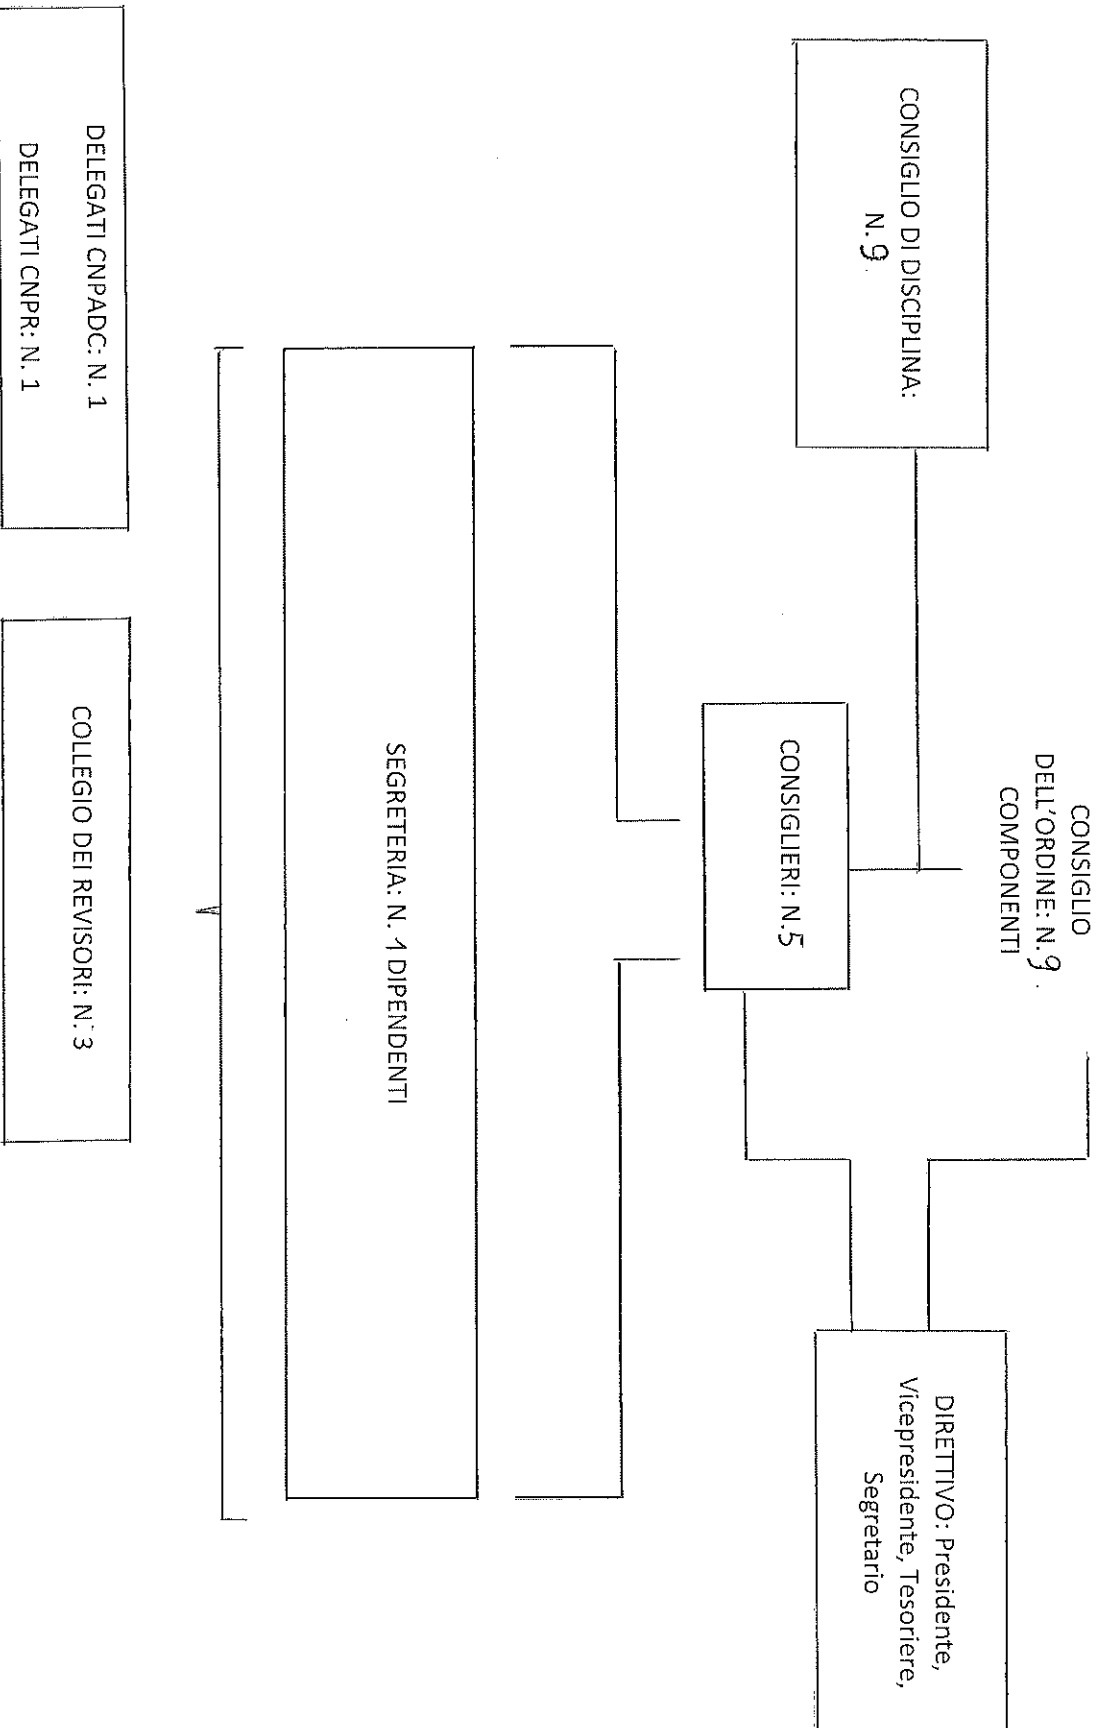 CONSIGLIO
DELL'ORDINE: N.9.
COMPONENTI
CONSIGLIO DI DISCIPLINA:
N.9.
CONSIGLIERI: N.5
DIRETTIVO: Presidente,
Vicepresidente, Tesoriere,
Segretario
SEGRETERIA: N. 1 DIPENDENTI
DELEGATI CNPADC: N. 1
DELEGATI CNPR: N. 1
COLLEGIO DEI REVISORI: N. 3